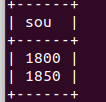 +------+
| sou  |
+------+
| 1800 |
| 1850 |
+------+